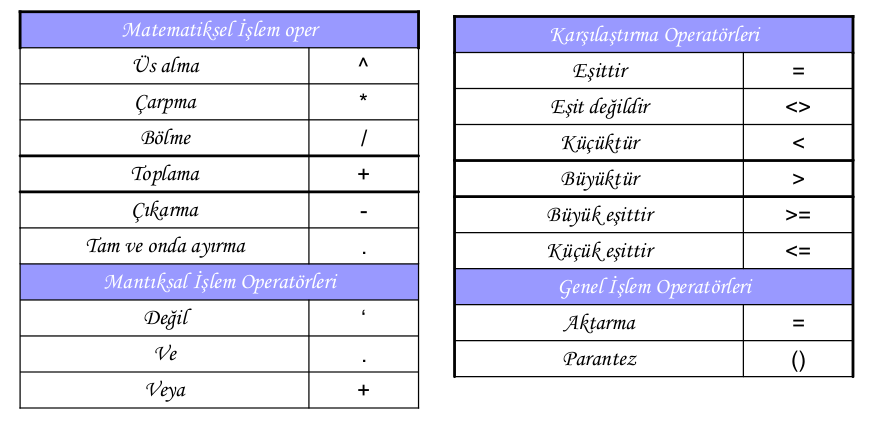 Matematiksel İşlem oper
Üs alma ^
Çarpma *
Bölme /
Toplama +
Çıkarma -
Tam ve onda ayırma .
Mantıksal İşlem Operatörleri
Değil ‘
Ve .
Veya +
Karşılaştırma Operatörleri
Eşittir =
Eşit değildir <>
Küçüktür <
Büyüktür >
Büyük eşittir >=
Küçük eşittir <=
Genel İşlem Operatörleri
Aktarma =
Parantez ()